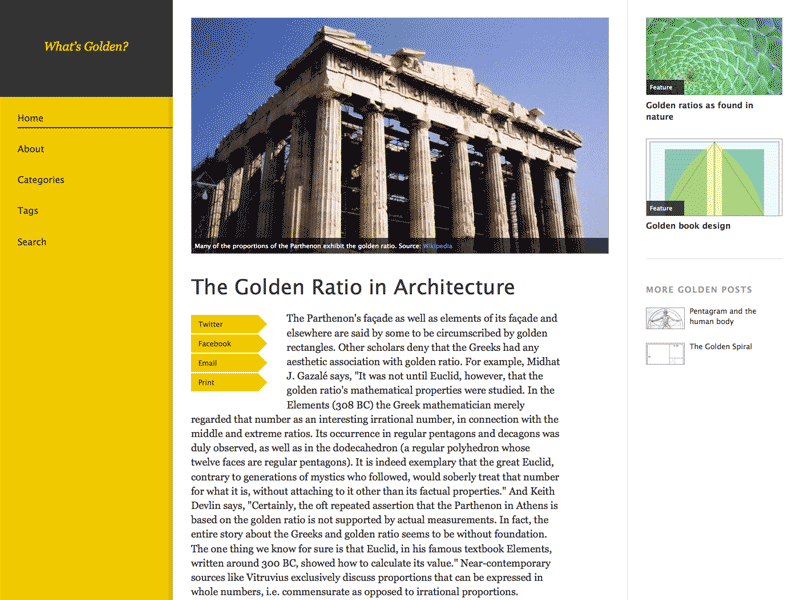 What's Golden?
Home
About
Categories
Tags
Search
Many of the proportions of the Parthenon exhibit the golden ratio. Source: Wikipedia
The Golden Ratio in Architecture
Twitter
Facebook
Email
Print
The Parthenon's façade as well as elements of its façade and
elsewhere are said by some to be circumscribed by golden
rectangles. Other scholars deny that the Greeks had any
aesthetic association with golden ratio. For example, Midhat
J. Gazalé says, "It was not until Euclid, however, that the
golden ratio's mathematical properties were studied. In the
Elements (308 BC) the Greek mathematician merely
regarded that number as an interesting irrational number, in connection with the
middle and extreme ratios. Its occurrence in regular pentagons and decagons was
duly observed, as well as in the dodecahedron (a regular polyhedron whose
twelve faces are regular pentagons). It is indeed exemplary that the great Euclid,
contrary to generations of mystics who followed, would soberly treat that number
for what it is, without attaching to it other than its factual properties." And Keith
Devlin says, "Certainly, the oft repeated assertion that the Parthenon in Athens is
based on the golden ratio is not supported by actual measurements. In fact, the
entire story about the Greeks and golden ratio seems to be without foundation.
The one thing we know for sure is that Euclid, in his famous textbook Elements,
written around 300 BC, showed how to calculate its value." Near-contemporary
sources like Vitruvius exclusively discuss proportions that can be expressed in
whole numbers, i.e. commensurate as opposed to irrational proportions.
Feature
Golden ratios as found in
nature
Feature
Golden book design
MORE GOLDEN POSTS
Pentagram and the
human body
The Golden Spiral